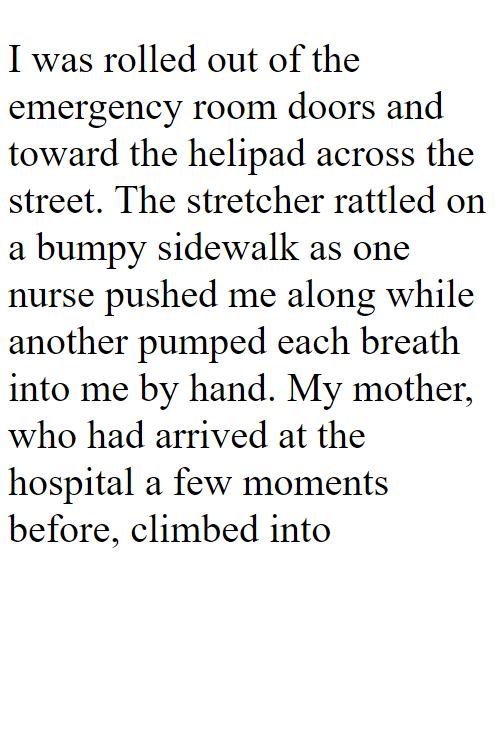 I was rolled out of the
emergency room doors and
toward the helipad across the
street. The stretcher rattled on
a bumpy sidewalk as one
nurse pushed me along while
another pumped each breath
into me by hand. My mother,
who had arrived at the
hospital a few moments
before, climbed into